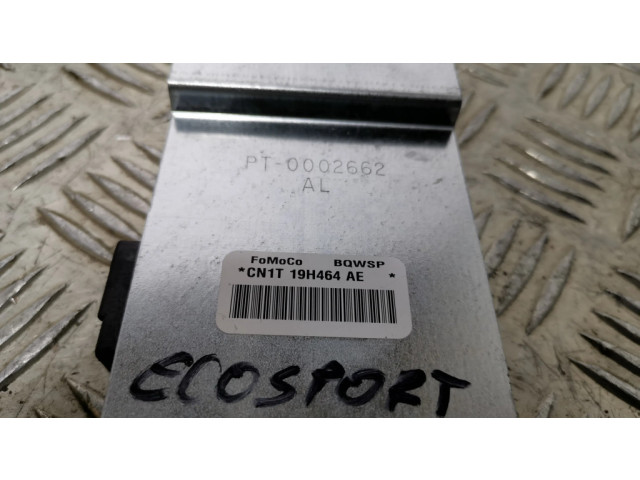 PT-0002662
AL
FoMoCo BQWSP
*CN1T 19H464 AE *
ECOSPORT